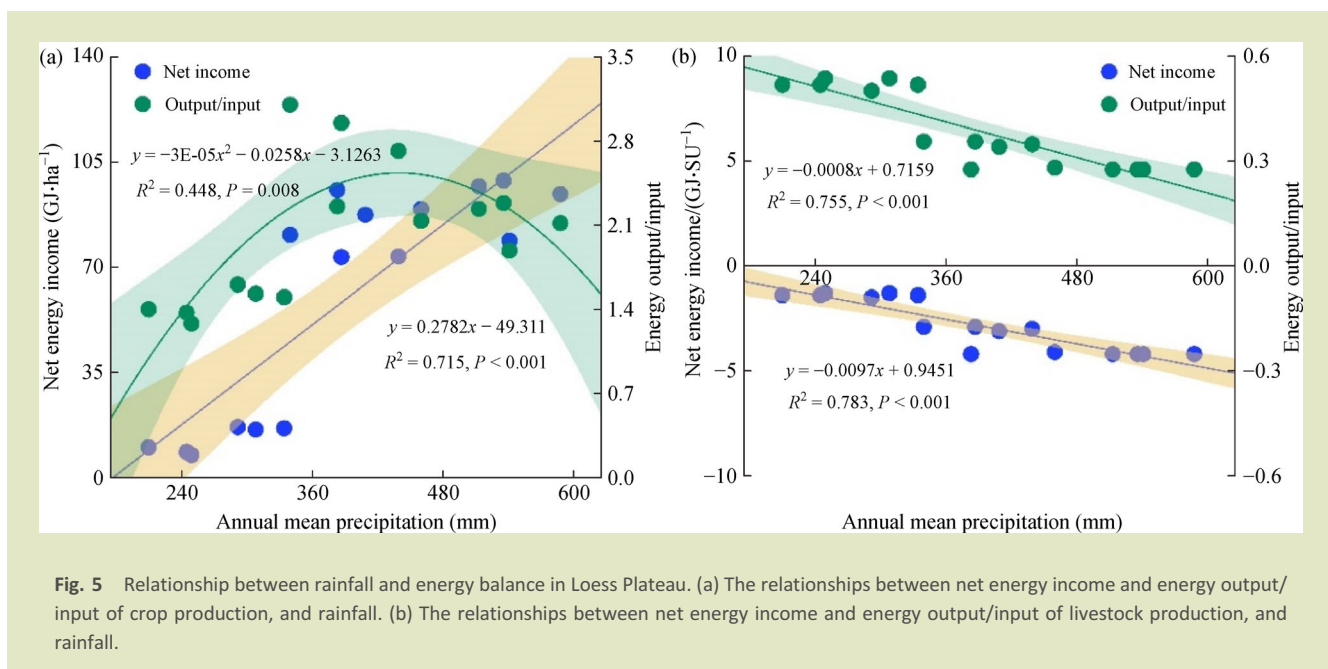 (a)
140
105
70
35
0
Net energy income (GJ·ha⁻¹)
Net income
Output/input
y = −3E-05x² − 0.0258x − 3.1263
R² = 0.448, P = 0.008
y = 0.2782x − 49.311
R² = 0.715, P < 0.001
3.5
2.8
2.1
1.4
0.7
0.0
Energy output/input
240 360 480 600
Annual mean precipitation (mm)
(b)
10
5
0
−5
−10
Net energy income/(GJ·SU⁻¹)
Net income
Output/input
y = −0.0008x + 0.7159
R² = 0.755, P < 0.001
240 360 480 600
y = −0.0097x + 0.9451
R² = 0.783, P < 0.001
0.6
0.3
0.0
−0.3
−0.6
Energy output/input
Annual mean precipitation (mm)
Fig. 5 Relationship between rainfall and energy balance in Loess Plateau. (a) The relationships between net energy income and energy output/
input of crop production, and rainfall. (b) The relationships between net energy income and energy output/input of livestock production, and
rainfall.